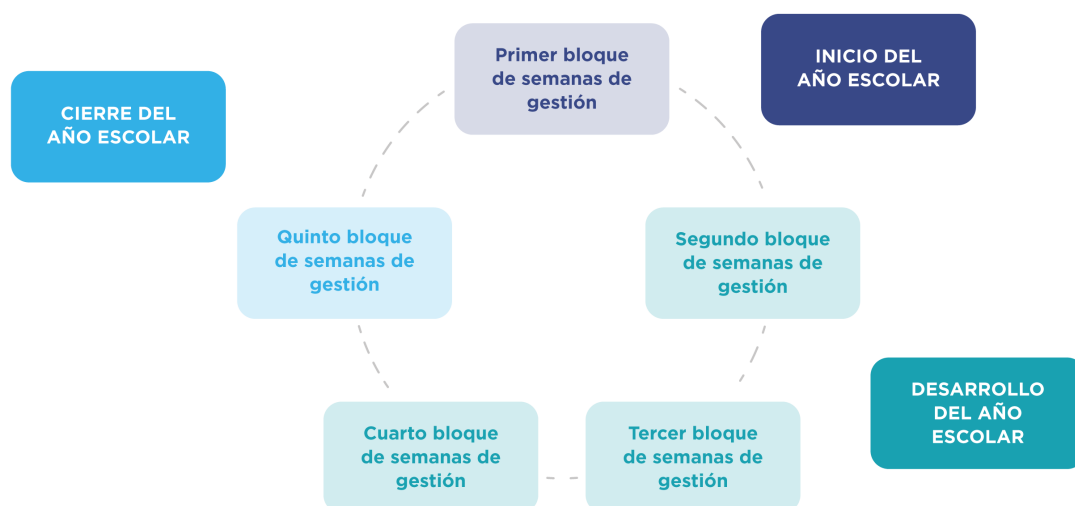 Primer bloque
de semanas de
gestión
INICIO DEL
AÑO ESCOLAR
CIERRE DEL
AÑO ESCOLAR
Quinto bloque
de semanas de
gestión
Segundo bloque
de semanas de
gestión
DESARROLLO
DEL AÑO
ESCOLAR
Cuarto bloque
de semanas de
gestión
Tercer bloque
de semanas de
gestión